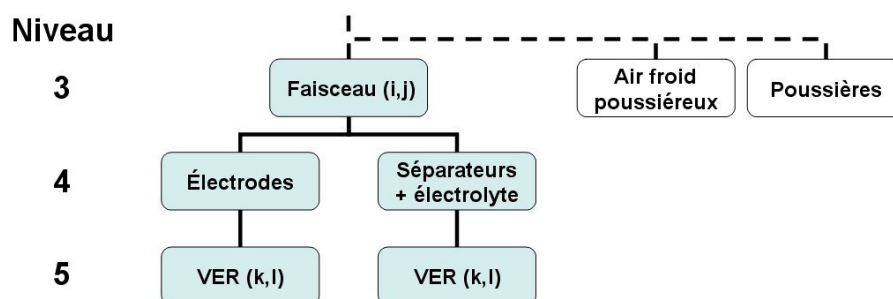 Niveau
3
Faisceau (i,j)
Air froid
poussiéreux
Poussières
4
Électrodes
Séparateurs
+ électrolyte
5
VER (k,l)
VER (k,l)